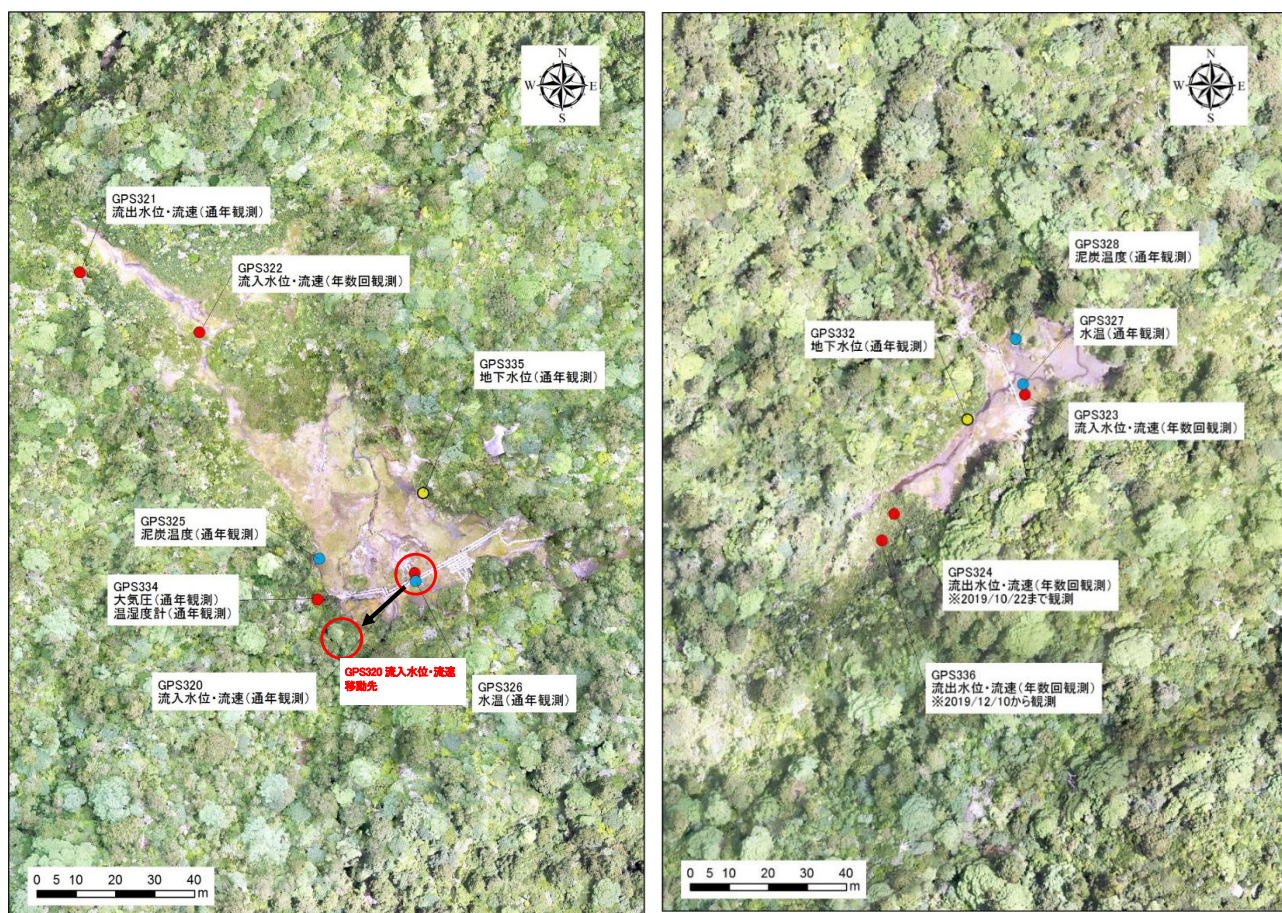 N
W E
S
GPS321
流出水位・流速(通年観測)
GPS322
流入水位・流速(年数回観測)
GPS335
地下水位(通年観測)
GPS325
泥炭温度(通年観測)
GPS334
大気圧(通年観測)
温湿度計(通年観測)
GPS320
流入水位・流速(通年観測)
GPS320 流入水位・流速
移動先
GPS326
水温(通年観測)
0 5 10 20 30 40
m
N
W E
S
GPS328
泥炭温度(通年観測)
GPS327
水温(通年観測)
GPS332
地下水位(通年観測)
GPS323
流入水位・流速(年数回観測)
GPS324
流出水位・流速(年数回観測)
※2019/10/22まで観測
GPS336
流出水位・流速(年数回観測)
※2019/12/10から観測
0 5 10 20 30 40
m